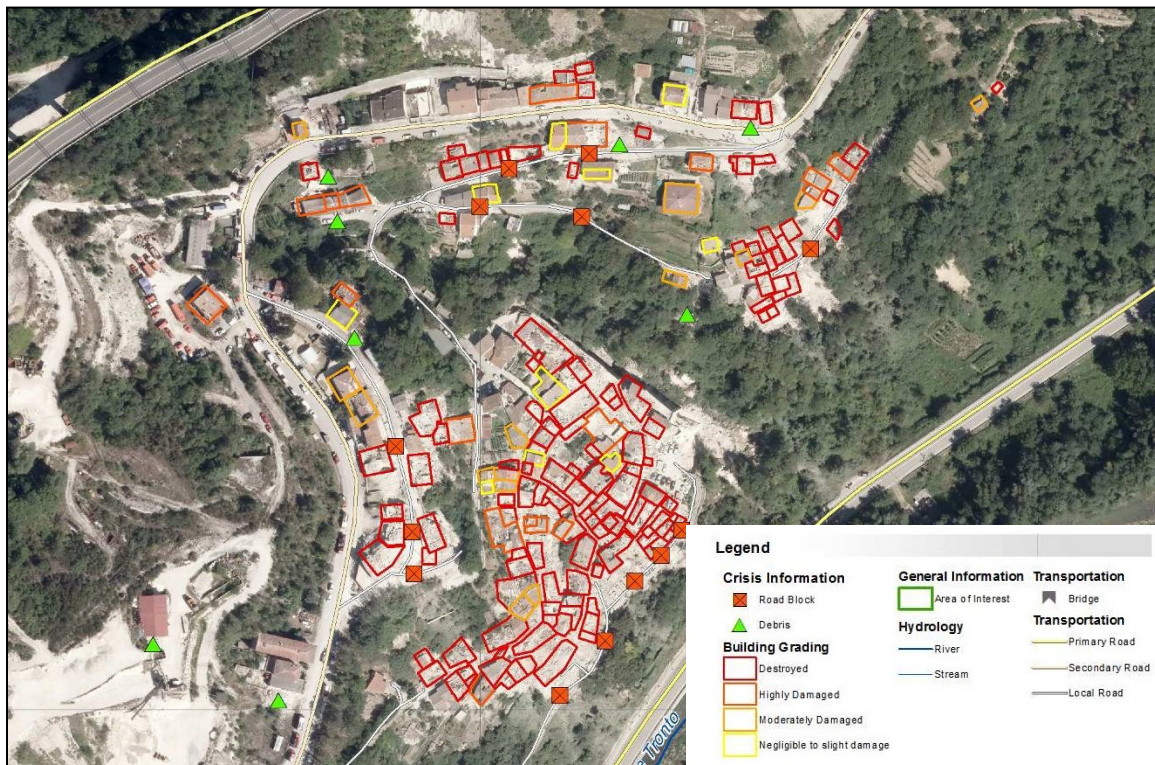 Legend
Crisis Information
Road Block
Debris
Building Grading
Destroyed
Highly Damaged
Moderately Damaged
Negligible to slight damage
General Information
Area of Interest
Hydrology
River
Stream
Transportation
Bridge
Transportation
Primary Road
Secondary Road
Local Road
Tronto